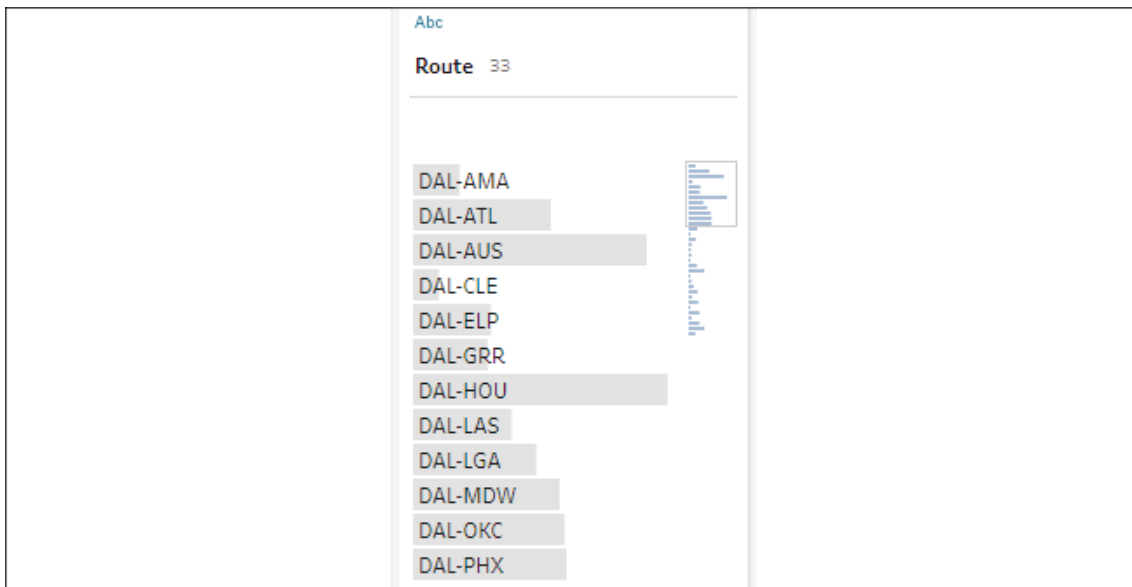 Abc
Route 33
DAL-AMA
DAL-ATL
DAL-AUS
DAL-CLE
DAL-ELP
DAL-GRR
DAL-HOU
DAL-LAS
DAL-LGA
DAL-MDW
DAL-OKC
DAL-PHX